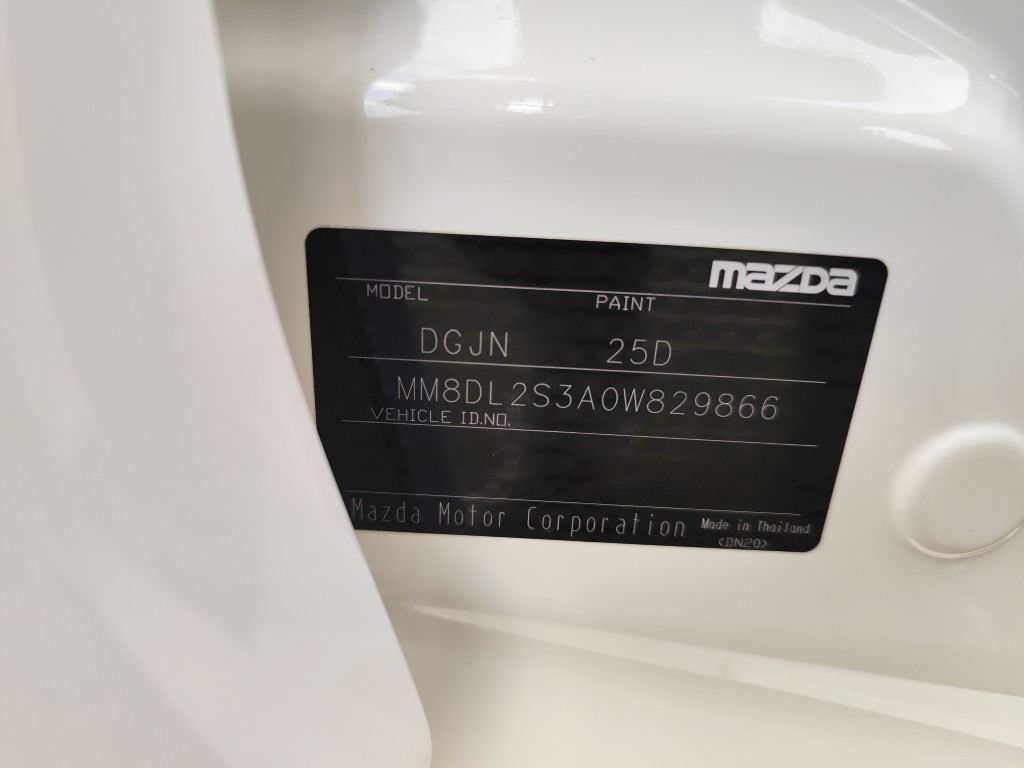 mazda
MODEL PAINT
DGJN 25D
MM8DL2S3A0W829866
VEHICLE ID.NO.
Mazda Motor Corporation Made in Thailand
<DN20>